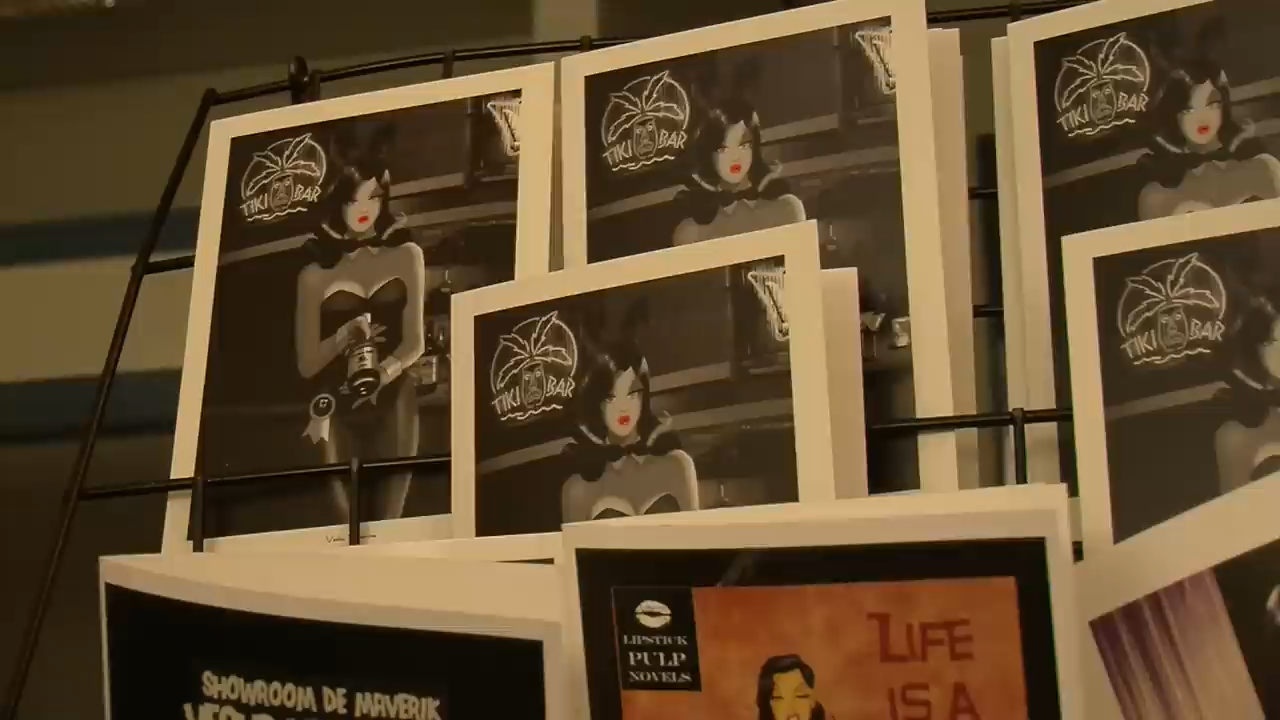 TIKI BAR
TIKI BAR
TIKI BAR
TIKI BAR
TIKI BAR
SHOWROOM DE MAVERIK
LIPSTICK
PULP
NOVELS
LIFE
IS A